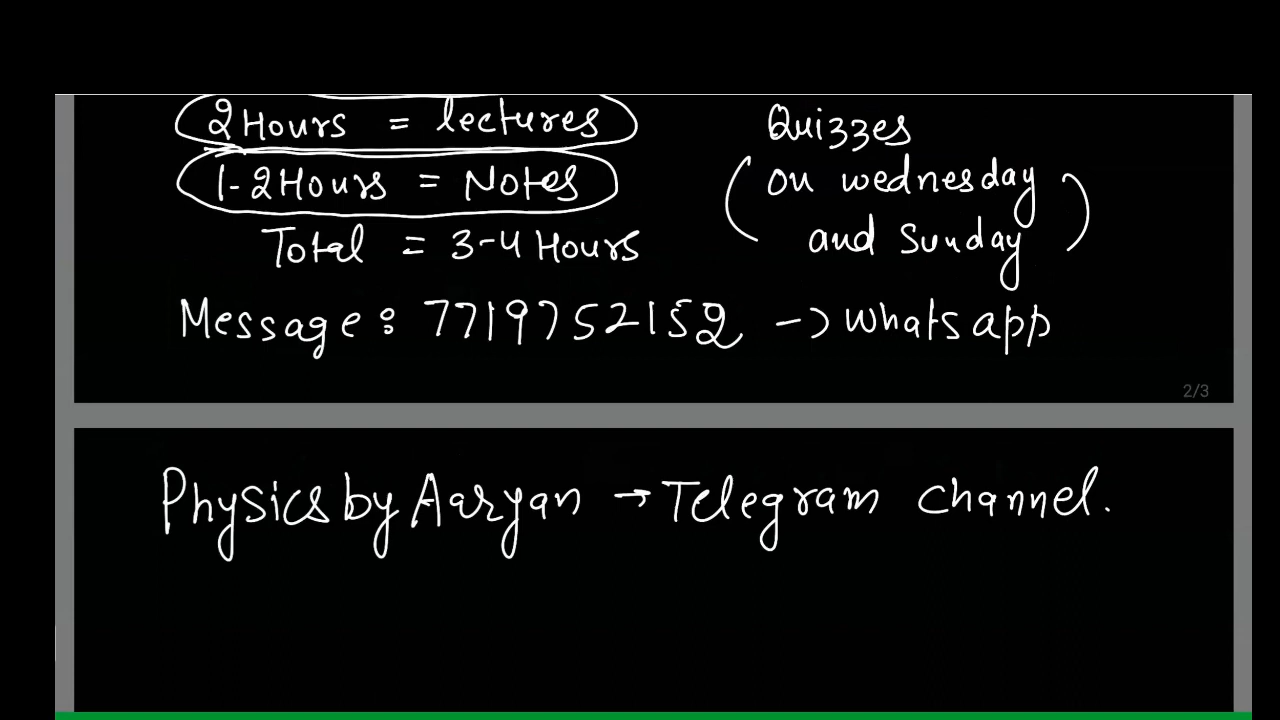 2 Hours = lectures
1-2 Hours = Notes
Total = 3-4 Hours
Quizzes
(on wednesday
and Sunday)
Message: 7719752152 → whatsapp
2/3
Physics by Aaryan → Telegram channel.